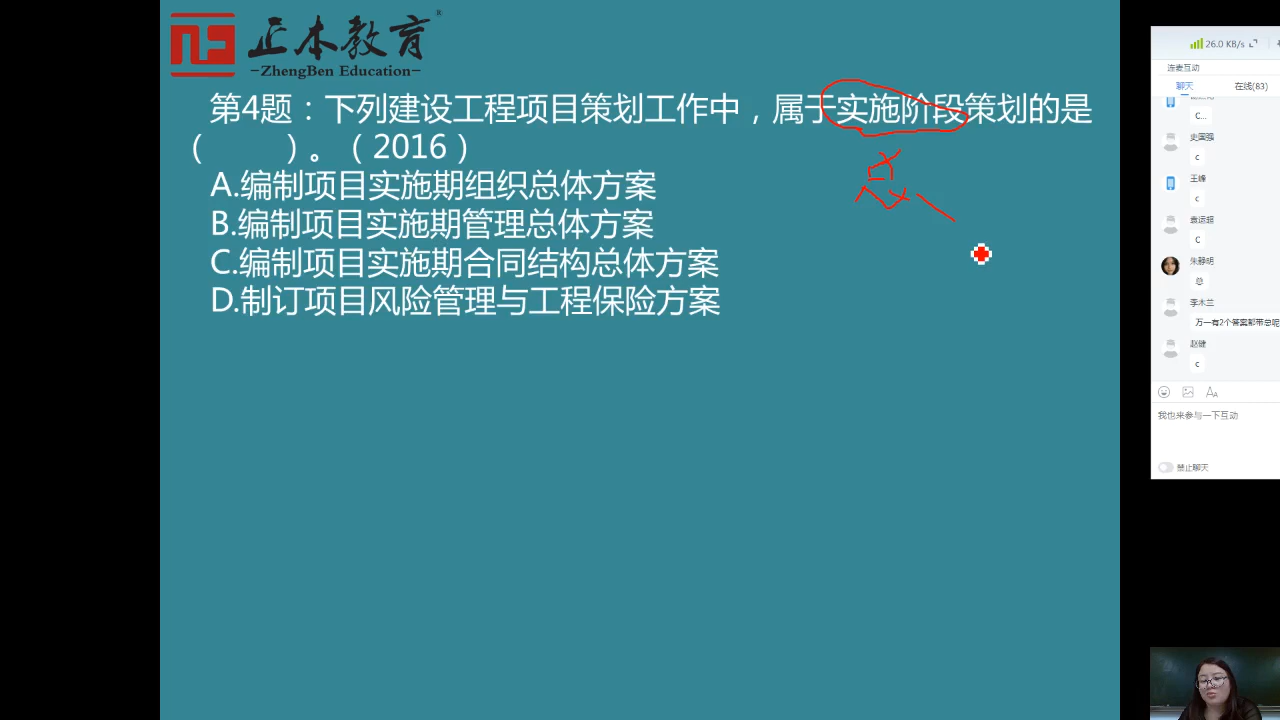 正本教育
®
ZhengBen Education
第4题：下列建设工程项目策划工作中，属于实施阶段策划的是
（　　）。（2016）
A.编制项目实施期组织总体方案
B.编制项目实施期管理总体方案
C.编制项目实施期合同结构总体方案
D.制订项目风险管理与工程保险方案
总
26.0 KB/s
连麦互动
聊天 在线(83)
C...
史国强
c
王峰
c
袁运超
C
朱静明
总
李木兰
万一有2个答案都带总呢
赵健
c
我也来参与一下互动
禁止聊天